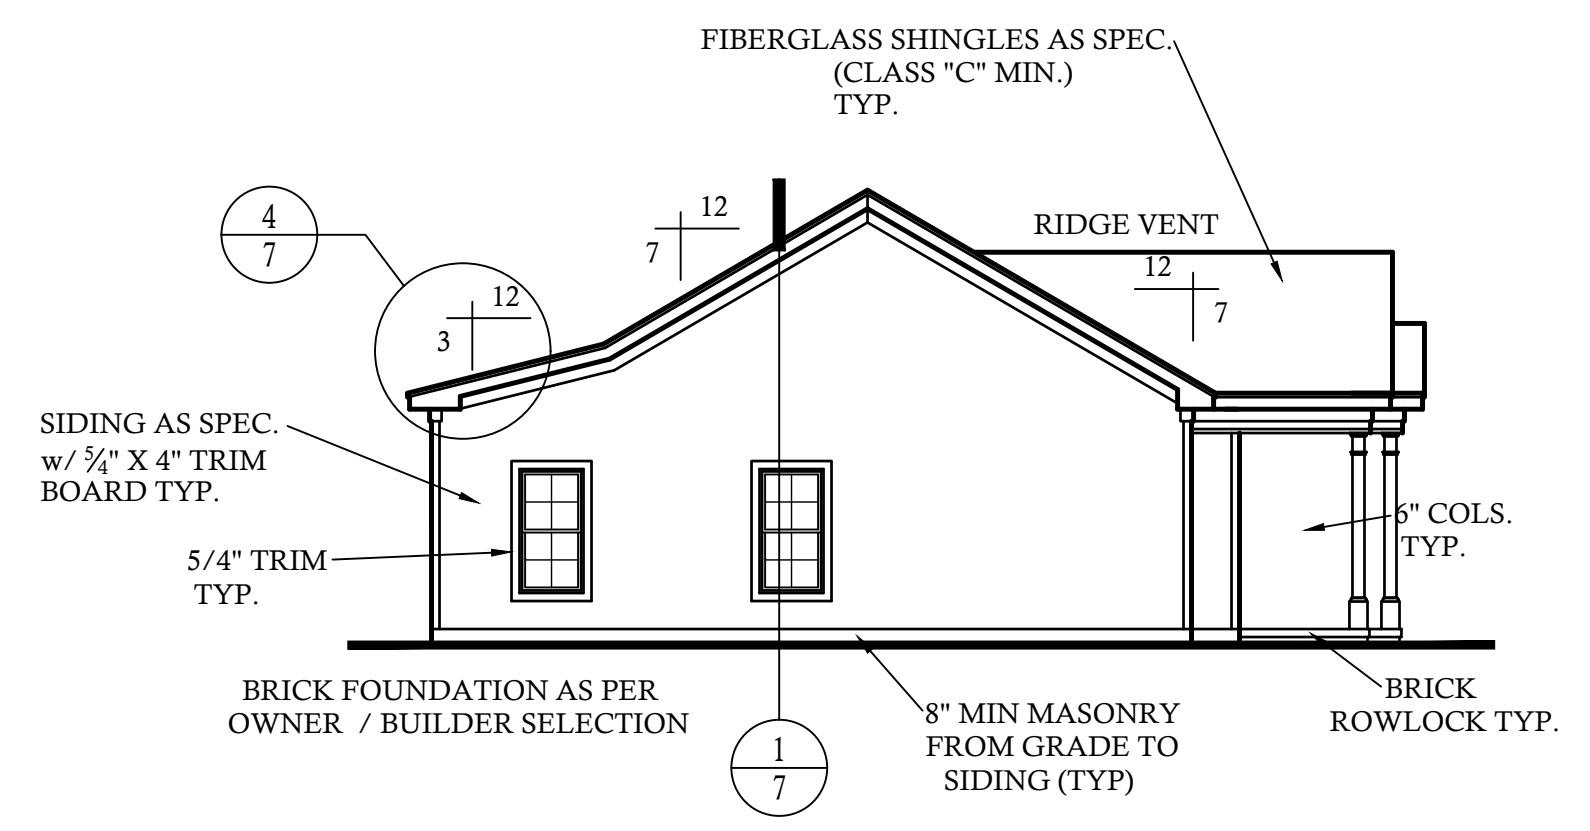 FIBERGLASS SHINGLES AS SPEC.
(CLASS "C" MIN.)
TYP.
4
7
12
7
RIDGE VENT
12
7
12
3
SIDING AS SPEC.
w/ 5/4" X 4" TRIM
BOARD TYP.
5/4" TRIM
TYP.
6" COLS.
TYP.
BRICK FOUNDATION AS PER
OWNER / BUILDER SELECTION
8" MIN MASONRY
FROM GRADE TO
SIDING (TYP)
BRICK
ROWLOCK TYP.
1
7